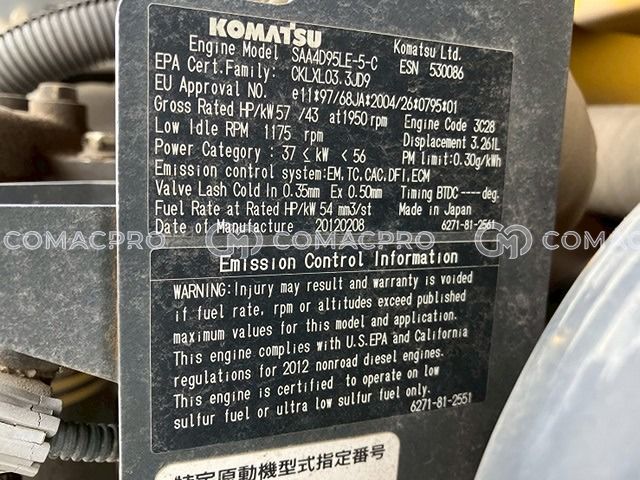 KOMATSU
Komatsu Ltd.
Engine Model SAA4D95LE-5-C ESN 530086
EPA Cert.Family: CKLXL03.3JD9
EU Approval NO. e11*97/68JA*2004/26*0795*01
Gross Rated HP/kW 57 /43 at1950rpm Engine Code 3C28
Low Idle RPM 1175 rpm Displacement 3.261L
Power Category : 37 ≤ kW < 56 PM limit:0.30g/kWh
Emission control system:EM,TC,CAC,DFI,ECM
Valve Lash Cold In 0.35mm Ex 0.50mm Timing BTDC ----deg.
Fuel Rate at Rated HP/kW 54 mm3/st Made in Japan
Date of Manufacture 20120208 6271-81-2561
COMACPRO COMACPRO COMACPRO
Emission Control Information
WARNING:Injury may result and warranty is voided
if fuel rate, rpm or altitudes exceed published
maximum values for this model and application.
This engine complies with U.S.EPA and California
regulations for 2012 nonroad diesel engines.
This engine is certified to operate on low
sulfur fuel or ultra low sulfur fuel only.
6271-81-2551
特定原動機型式指定番号